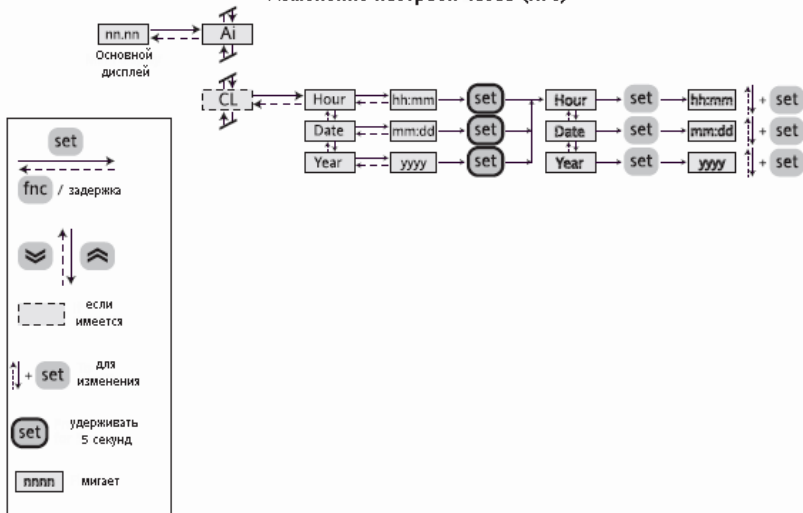 nn.nn
Ai
Основной
дисплей
CL Hour hh:mm set Hour set hh:mm + set
Date mm:dd set Date set mm:dd + set
Year yyyy set Year set yyyy + set
set
fnc / задержка
если
имеется
+ set для
изменения
set удерживать
5 секунд
nnnn мигает